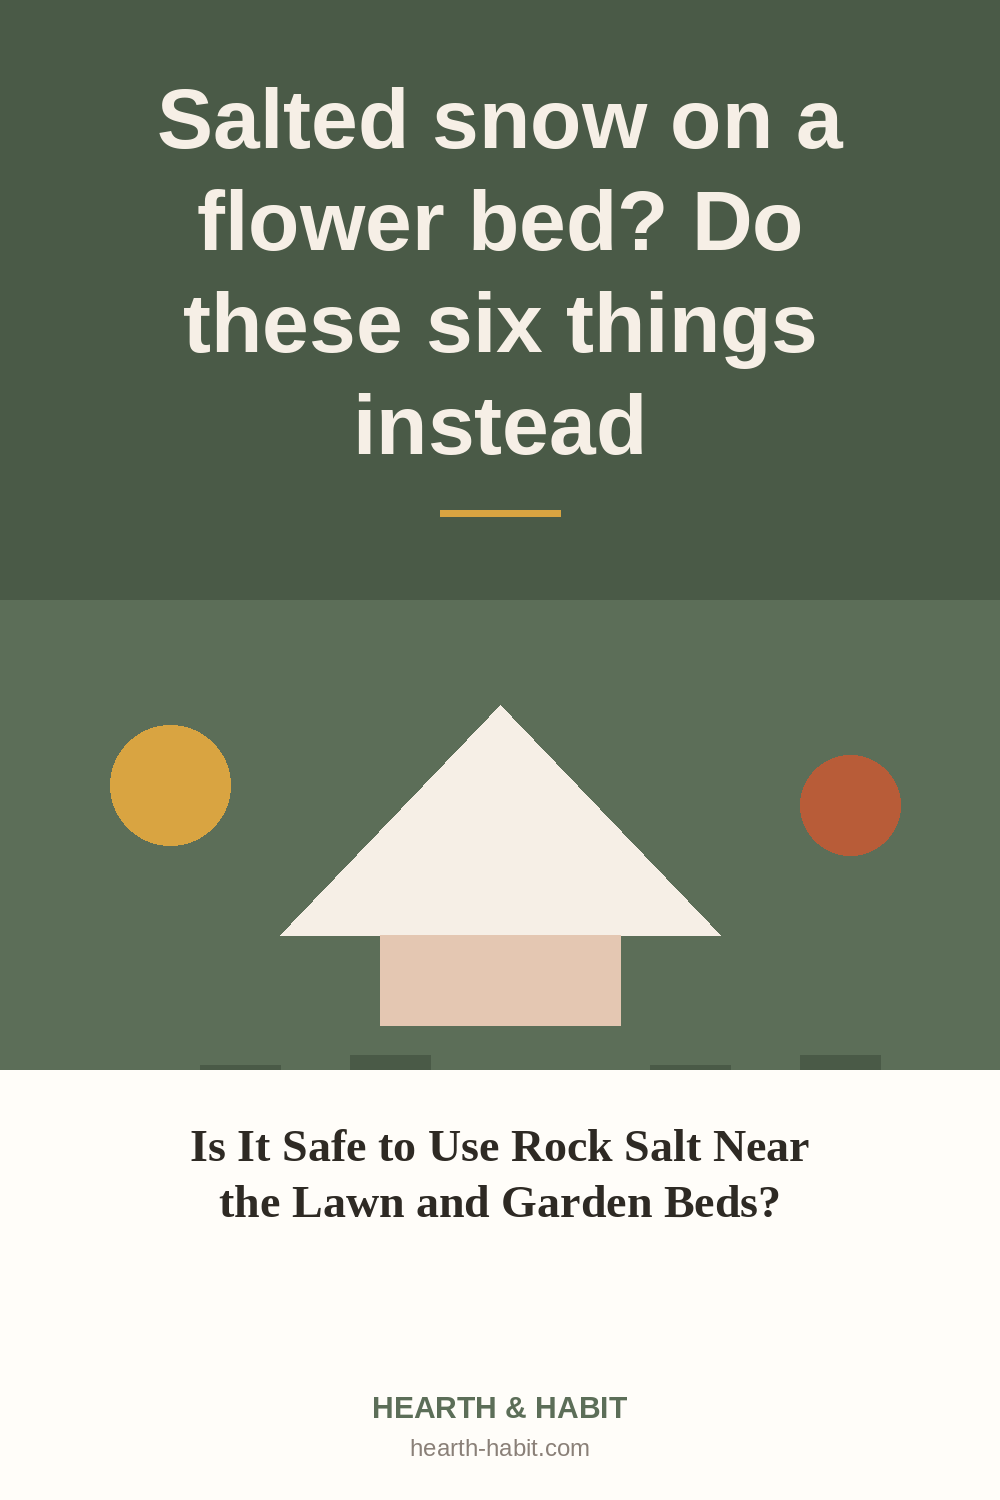 Salted snow on a
flower bed? Do
these six things
instead
Is It Safe to Use Rock Salt Near
the Lawn and Garden Beds?
HEARTH & HABIT
hearth-habit.com